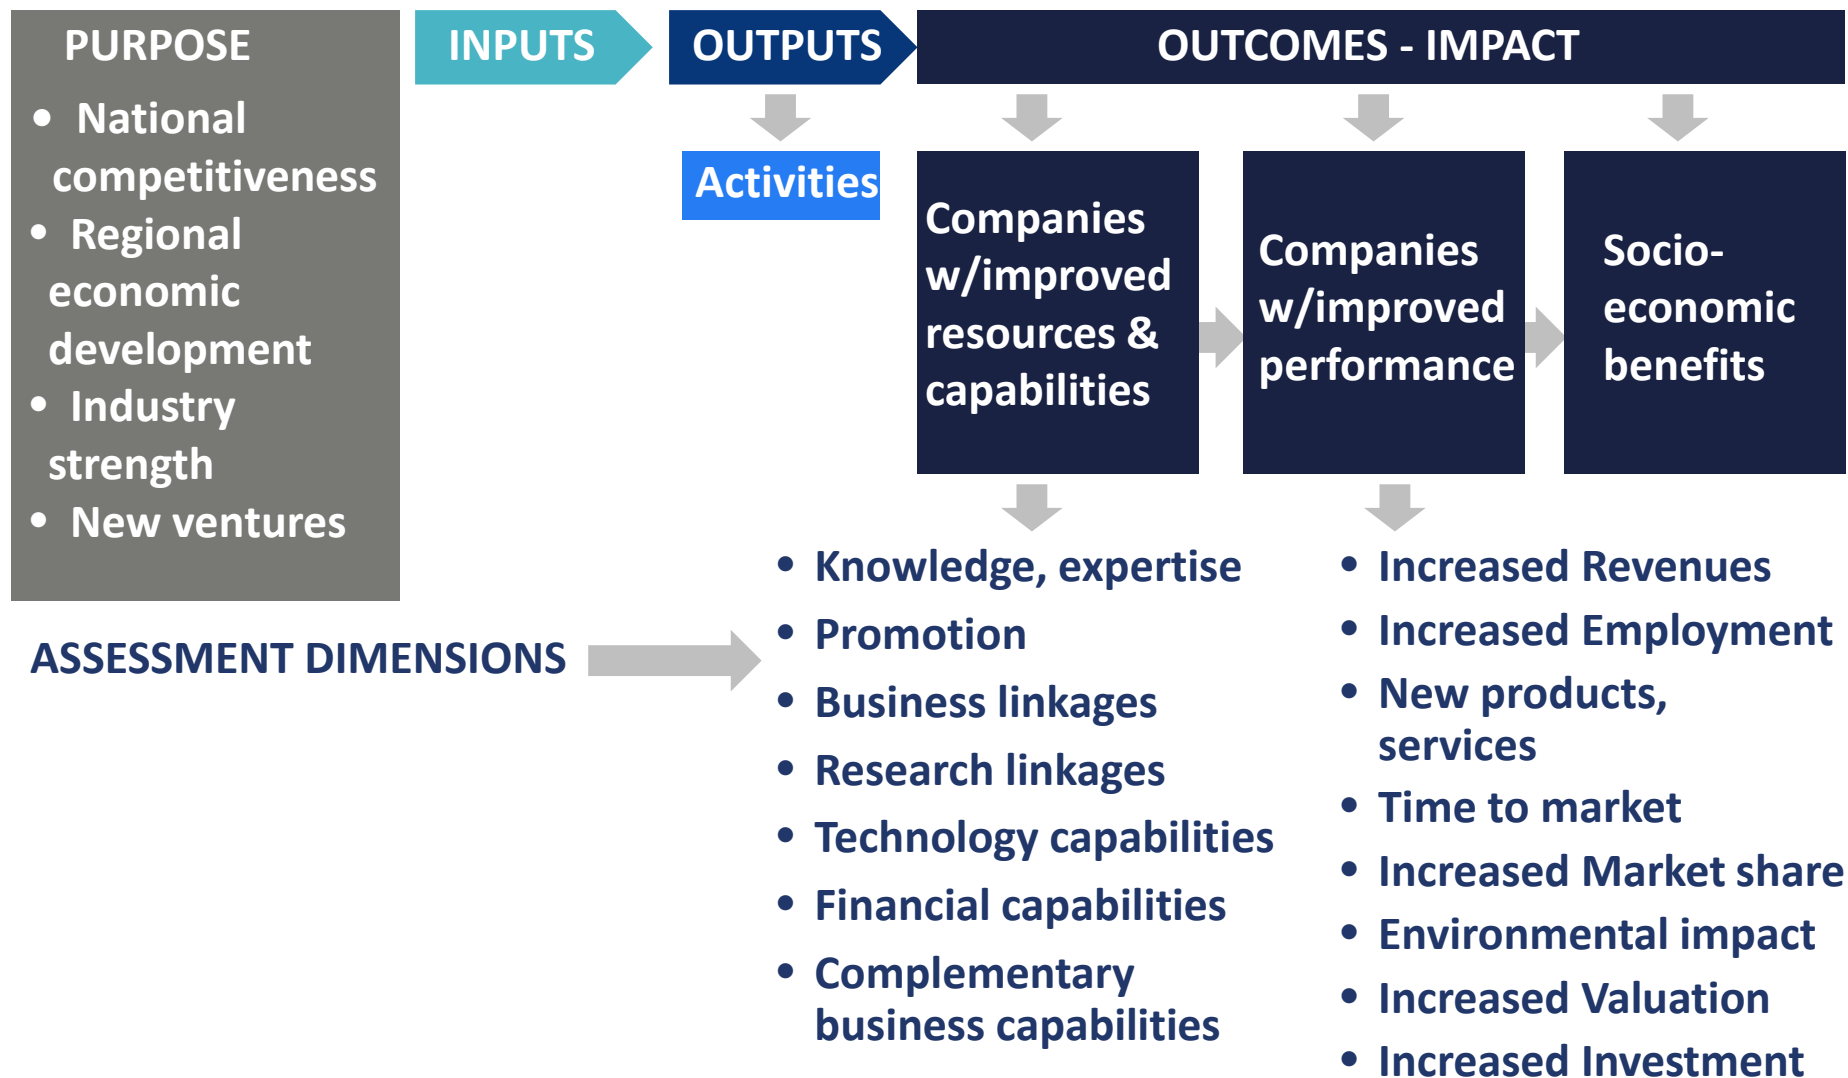 PURPOSE
• National
competitiveness
• Regional
economic
development
• Industry
strength
• New ventures
INPUTS
OUTPUTS
OUTCOMES - IMPACT
Activities
Companies
w/improved
resources &
capabilities
Companies
w/improved
performance
Socio-
economic
benefits
ASSESSMENT DIMENSIONS
• Knowledge, expertise
• Promotion
• Business linkages
• Research linkages
• Technology capabilities
• Financial capabilities
• Complementary
business capabilities
• Increased Revenues
• Increased Employment
• New products,
services
• Time to market
• Increased Market share
• Environmental impact
• Increased Valuation
• Increased Investment